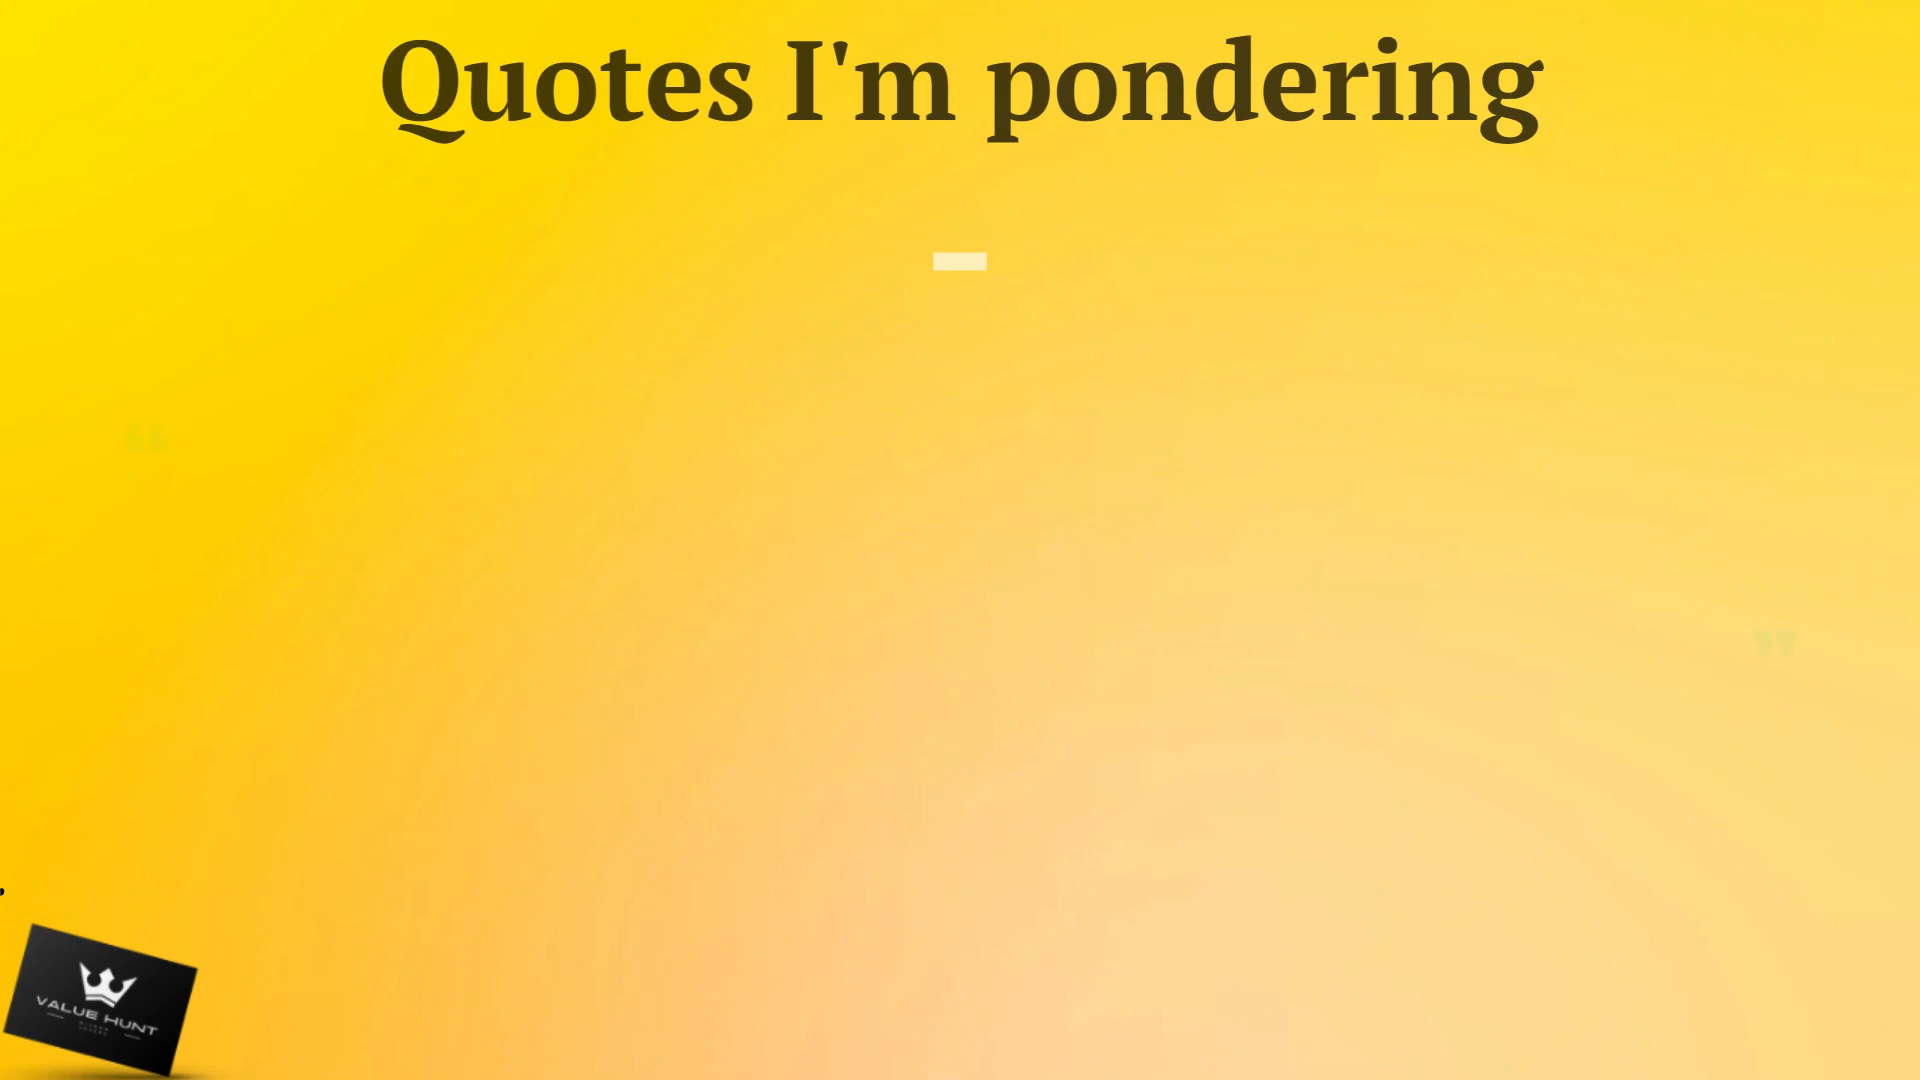 Quotes I'm pondering
“
”
VALUE HUNT